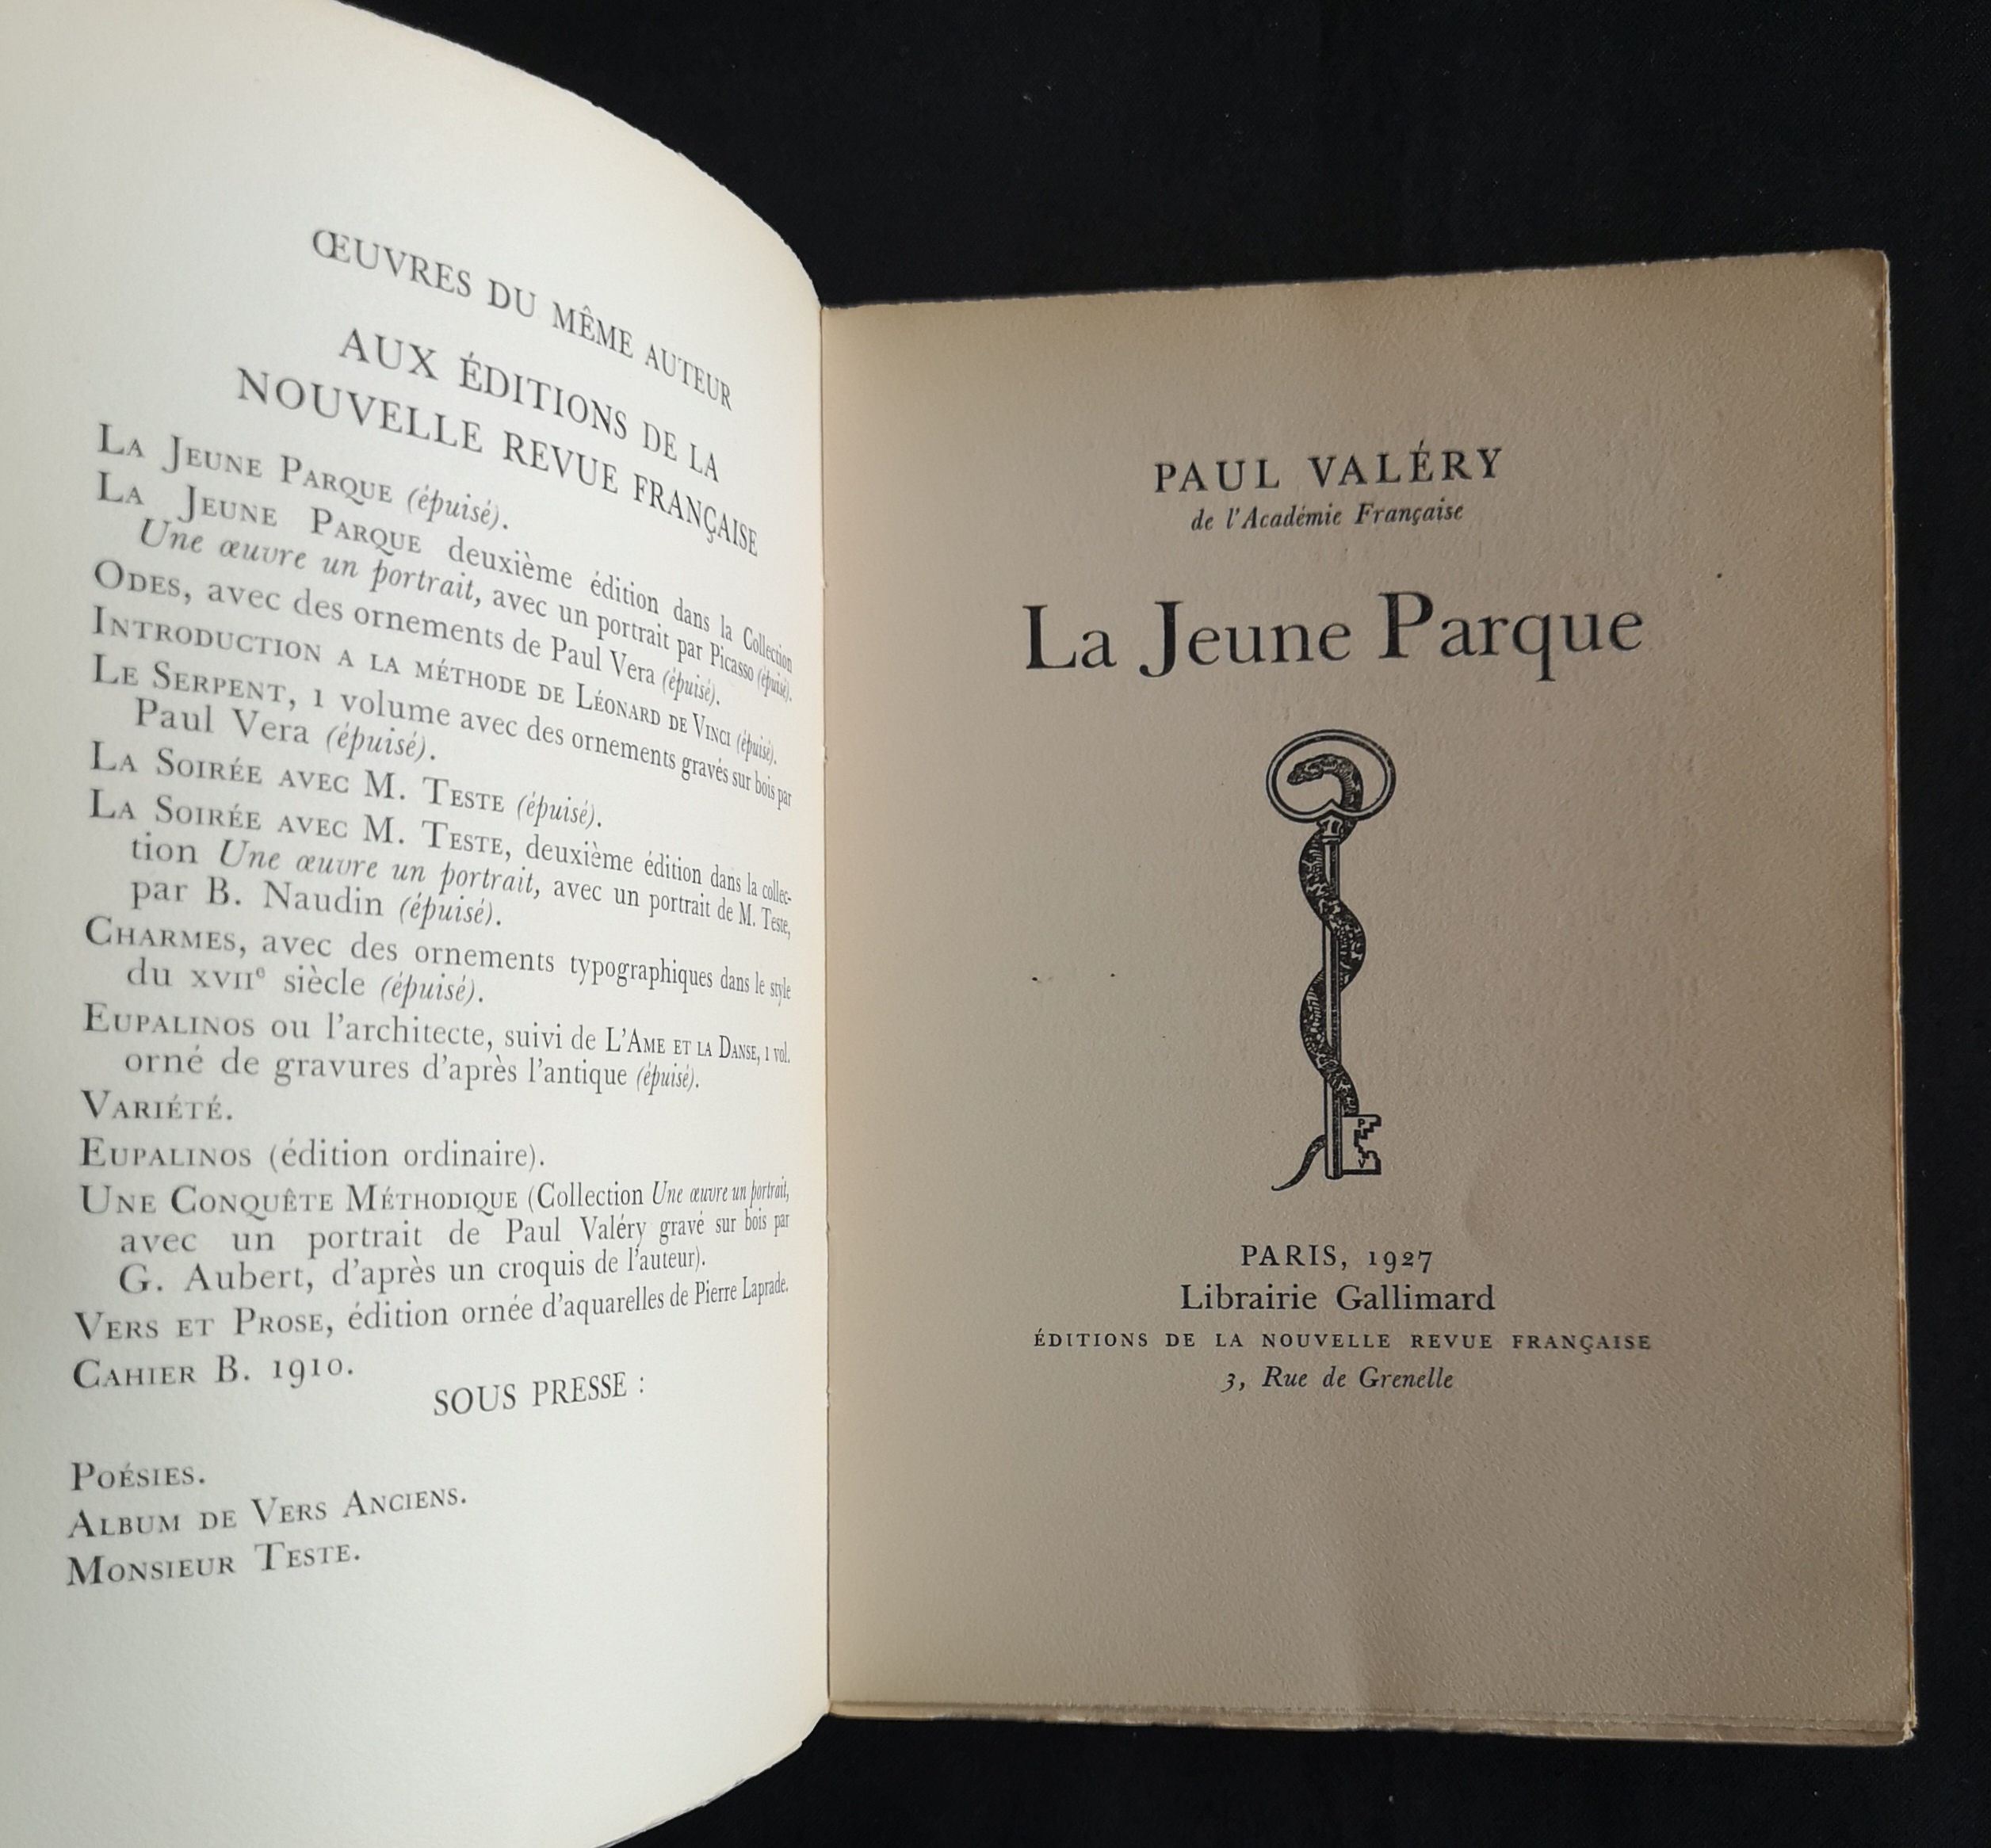 ŒUVRES DU MÊME AUTEUR
AUX ÉDITIONS DE LA
NOUVELLE REVUE FRANÇAISE
LA JEUNE PARQUE (épuisé).
LA JEUNE PARQUE deuxième édition dans la Collection
Une œuvre un portrait, avec un portrait par Picasso (épuisé).
ODES, avec des ornements de Paul Vera (épuisé).
INTRODUCTION A LA MÉTHODE DE LÉONARD DE VINCI (épuisé).
LE SERPENT, 1 volume avec des ornements gravés sur bois par
Paul Vera (épuisé).
LA SOIRÉE AVEC M. TESTE (épuisé).
LA SOIRÉE AVEC M. TESTE, deuxième édition dans la collec-
tion Une œuvre un portrait, avec un portrait de M. Teste,
par B. Naudin (épuisé).
CHARMES, avec des ornements typographiques dans le style
du XVIIe siècle (épuisé).
EUPALINOS ou l'architecte, suivi de L'AME ET LA DANSE, 1 vol.
orné de gravures d'après l'antique (épuisé).
VARIÉTÉ.
EUPALINOS (édition ordinaire).
UNE CONQUÊTE MÉTHODIQUE (Collection Une œuvre un portrait,
avec un portrait de Paul Valéry gravé sur bois par
G. Aubert, d'après un croquis de l'auteur).
VERS ET PROSE, édition ornée d'aquarelles de Pierre Laprade.
CAHIER B. 1910.
SOUS PRESSE :
POÉSIES.
ALBUM DE VERS ANCIENS.
MONSIEUR TESTE.
PAUL VALÉRY
de l'Académie Française
La Jeune Parque
P
V
PARIS, 1927
Librairie Gallimard
ÉDITIONS DE LA NOUVELLE REVUE FRANÇAISE
3, Rue de Grenelle